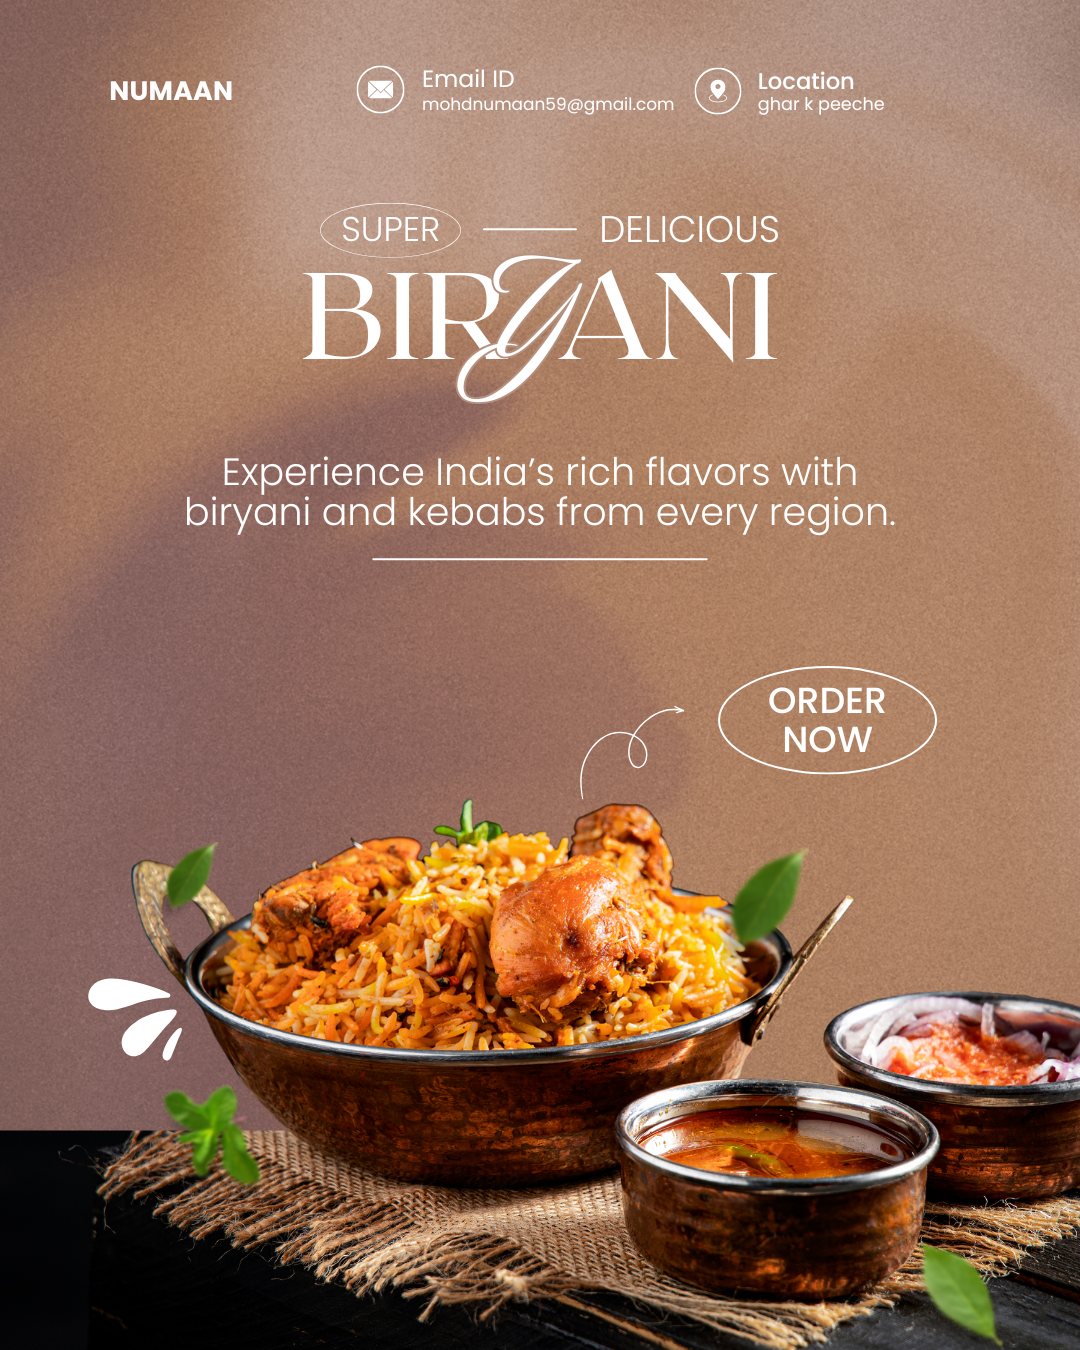 NUMAAN
Email ID
mohdnumaan59@gmail.com
Location
ghar k peeche
SUPER DELICIOUS
BIRYANI
Experience India’s rich flavors with
biryani and kebabs from every region.
ORDER
NOW